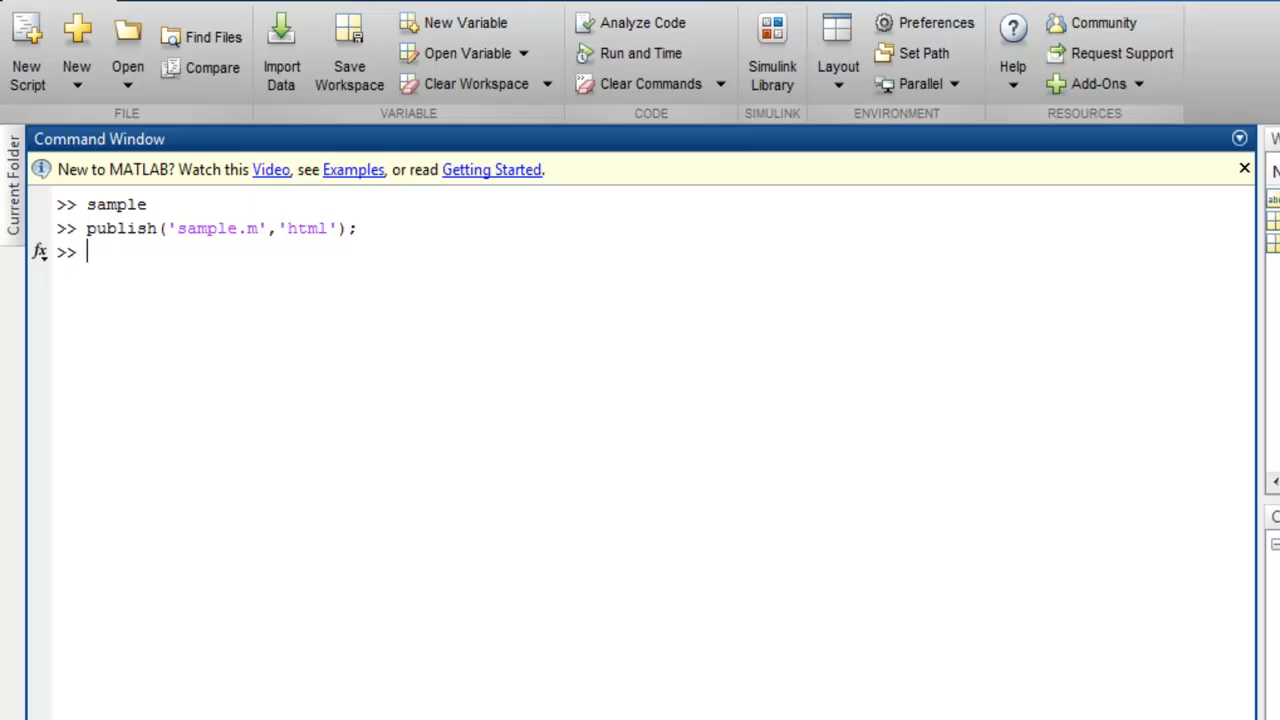 New Script
New
Open
Find Files
Compare
FILE
Import Data
Save Workspace
New Variable
Open Variable
Clear Workspace
VARIABLE
Analyze Code
Run and Time
Clear Commands
CODE
Simulink Library
SIMULINK
Layout
Preferences
Set Path
Parallel
ENVIRONMENT
Help
Community
Request Support
Add-Ons
RESOURCES
Current Folder
Command Window
New to MATLAB? Watch this Video, see Examples, or read Getting Started.
>> sample
>> publish('sample.m','html');
fx >>